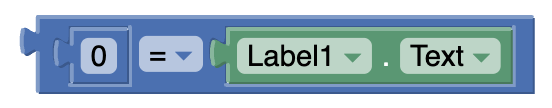 0 = Label1 . Text